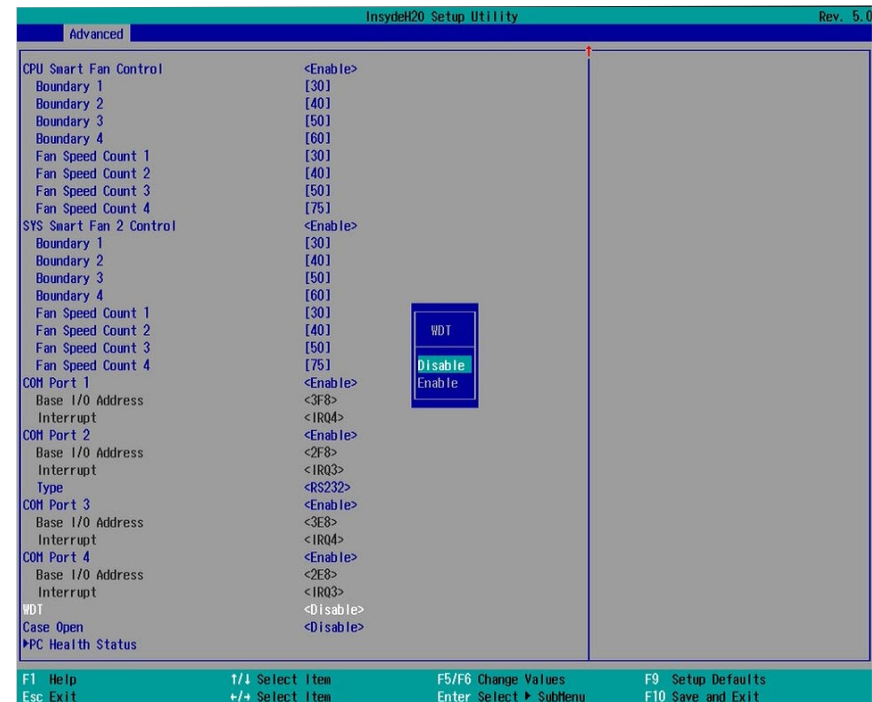 InsydeH2O Setup Utility Rev. 5.0
Advanced
CPU Smart Fan Control <Enable>
Boundary 1 [30]
Boundary 2 [40]
Boundary 3 [50]
Boundary 4 [60]
Fan Speed Count 1 [30]
Fan Speed Count 2 [40]
Fan Speed Count 3 [50]
Fan Speed Count 4 [75]
SYS Smart Fan 2 Control <Enable>
Boundary 1 [30]
Boundary 2 [40]
Boundary 3 [50]
Boundary 4 [60]
Fan Speed Count 1 [30]
Fan Speed Count 2 [40]
Fan Speed Count 3 [50]
Fan Speed Count 4 [75]
COM Port 1 <Enable>
Base I/O Address <3F8>
Interrupt <IRQ4>
COM Port 2 <Enable>
Base I/O Address <2F8>
Interrupt <IRQ3>
Type <RS232>
COM Port 3 <Enable>
Base I/O Address <3E8>
Interrupt <IRQ4>
COM Port 4 <Enable>
Base I/O Address <2E8>
Interrupt <IRQ3>
WDT <Disable>
Case Open <Disable>
►PC Health Status
WDT
Disable
Enable
F1 Help ↑/↓ Select Item F5/F6 Change Values F9 Setup Defaults
Esc Exit ←/→ Select Item Enter Select ► SubMenu F10 Save and Exit